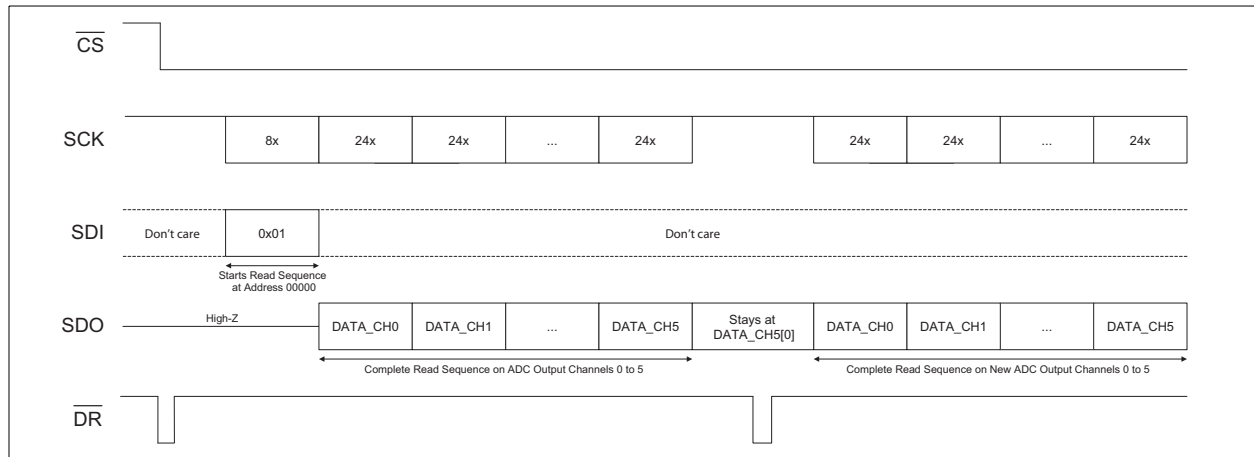 CS
SCK
8x
24x
24x
...
24x
24x
24x
...
24x
SDI
Don't care
0x01
Don't care
Starts Read Sequence
at Address 00000
SDO
High-Z
DATA_CH0
DATA_CH1
...
DATA_CH5
Stays at
DATA_CH5[0]
DATA_CH0
DATA_CH1
...
DATA_CH5
Complete Read Sequence on ADC Output Channels 0 to 5
Complete Read Sequence on New ADC Output Channels 0 to 5
DR